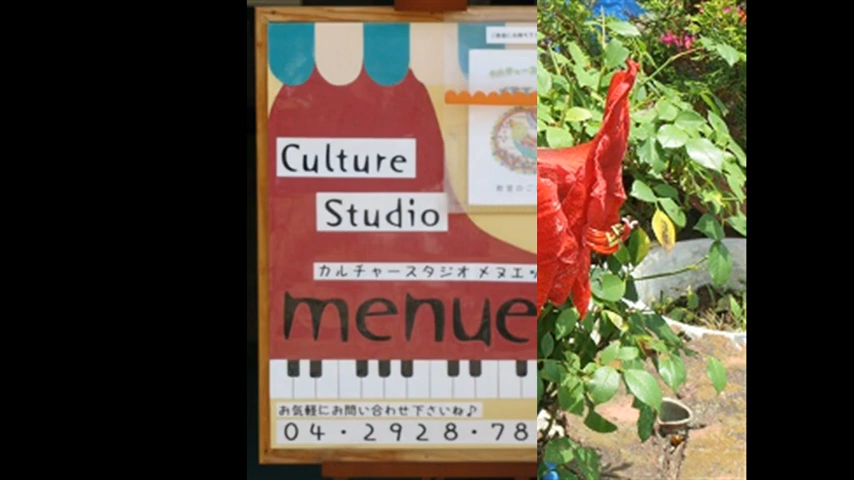 Culture
Studio
カルチャースタジオ メヌエッ
menue
お気軽にお問い合わせ下さいね♪
04・2928・78